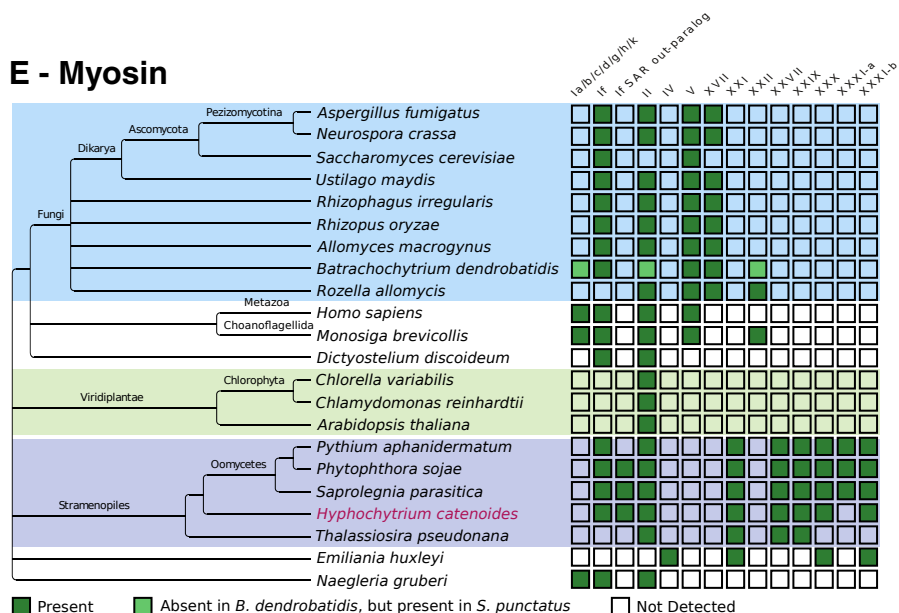 E - Myosin
Ia/b/c/d/g/h/k
If
If SAR out-paralog
II
IV
V
XVII
XXI
XXII
XXVII
XXIX
XXX
XXXI-a
XXXI-b
Pezizomycotina
Ascomycota
Dikarya
Fungi
Aspergillus fumigatus
Neurospora crassa
Saccharomyces cerevisiae
Ustilago maydis
Rhizophagus irregularis
Rhizopus oryzae
Allomyces macrogynus
Batrachochytrium dendrobatidis
Rozella allomycis
Metazoa
Homo sapiens
Choanoflagellida
Monosiga brevicollis
Dictyostelium discoideum
Chlorophyta
Viridiplantae
Chlorella variabilis
Chlamydomonas reinhardtii
Arabidopsis thaliana
Oomycetes
Stramenopiles
Pythium aphanidermatum
Phytophthora sojae
Saprolegnia parasitica
Hyphochytrium catenoides
Thalassiosira pseudonana
Emiliania huxleyi
Naegleria gruberi
Present
Absent in B. dendrobatidis, but present in S. punctatus
Not Detected